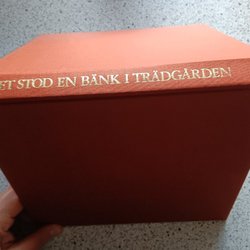 ET STOD EN BÄNK I TRÄDGÅRDEN